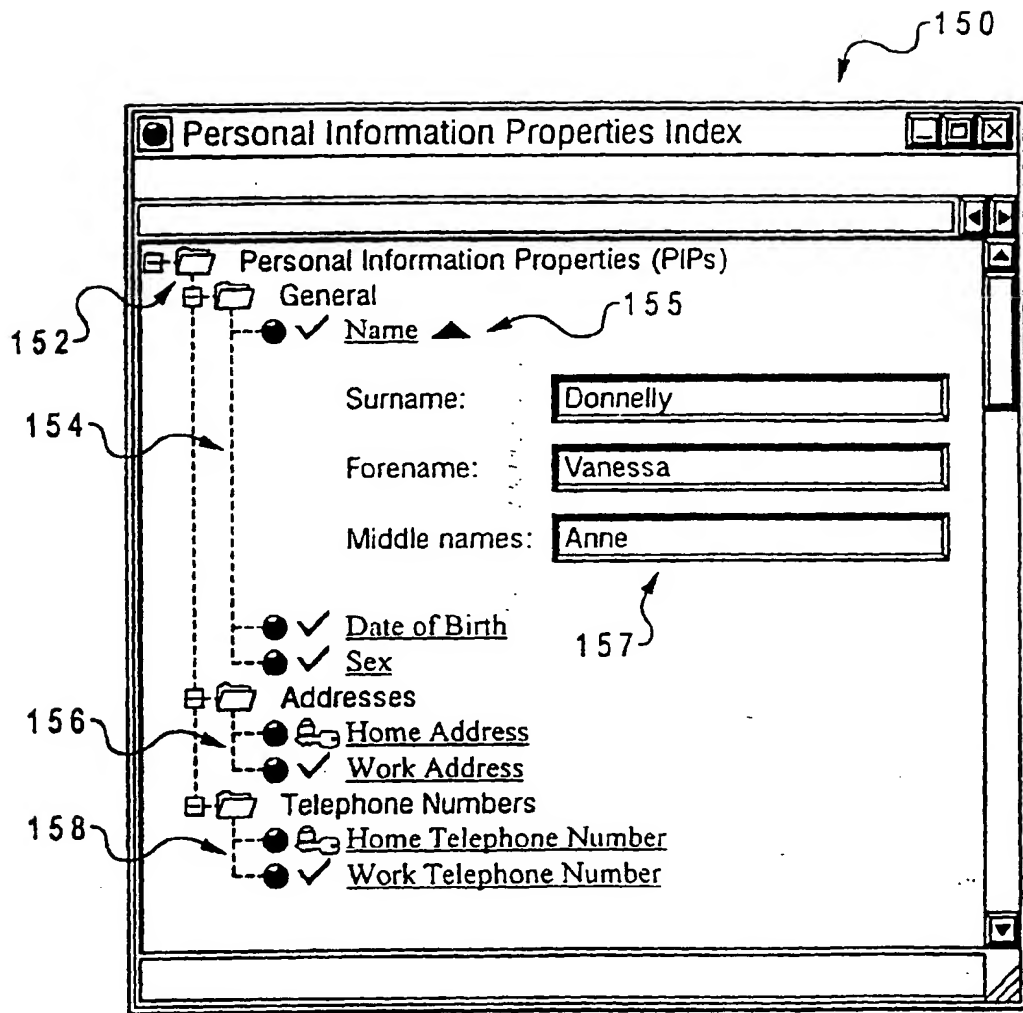 150
Personal Information Properties Index
Personal Information Properties (PIPs)
General
152
Name
155
Surname: Donnelly
154
Forename: Vanessa
Middle names: Anne
Date of Birth
157
Sex
Addresses
156
Home Address
Work Address
Telephone Numbers
158
Home Telephone Number
Work Telephone Number